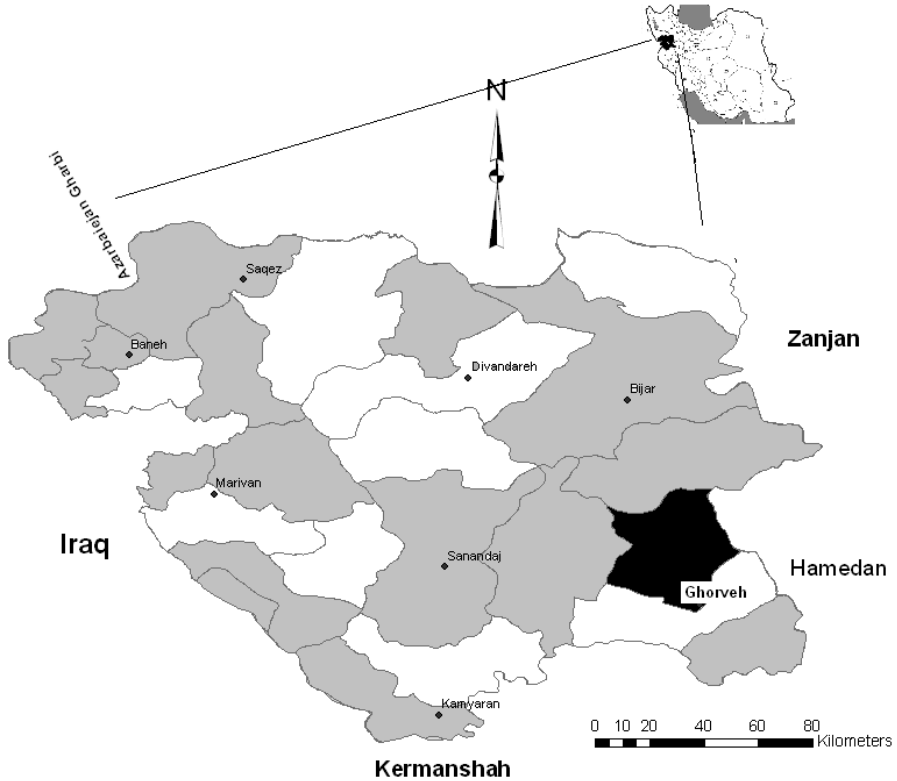 N
Azarbaiejan Gharbi
Saqez
Baneh
Divandareh
Zanjan
Bijar
Marivan
Iraq
Sanandaj
Hamedan
Ghorveh
Kamyaran
0 10 20 40 60 80
Kilometers
Kermanshah